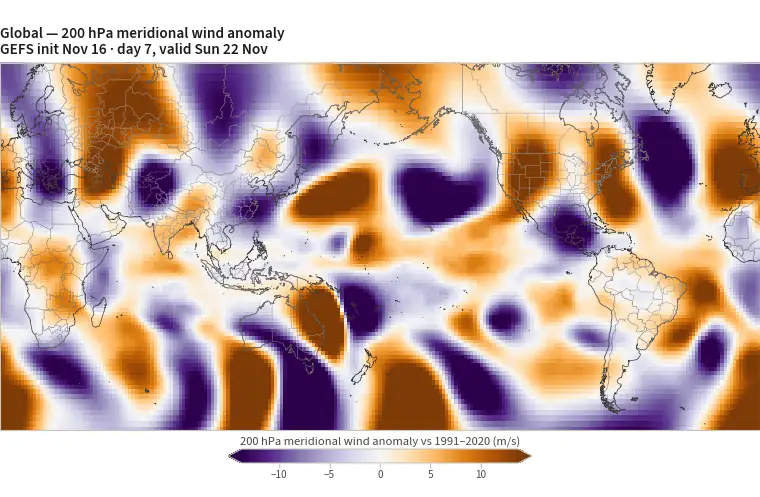 Global — 200 hPa meridional wind anomaly
GEFS init Nov 16 · day 7, valid Sun 22 Nov
200 hPa meridional wind anomaly vs 1991–2020 (m/s)
−10 −5 0 5 10